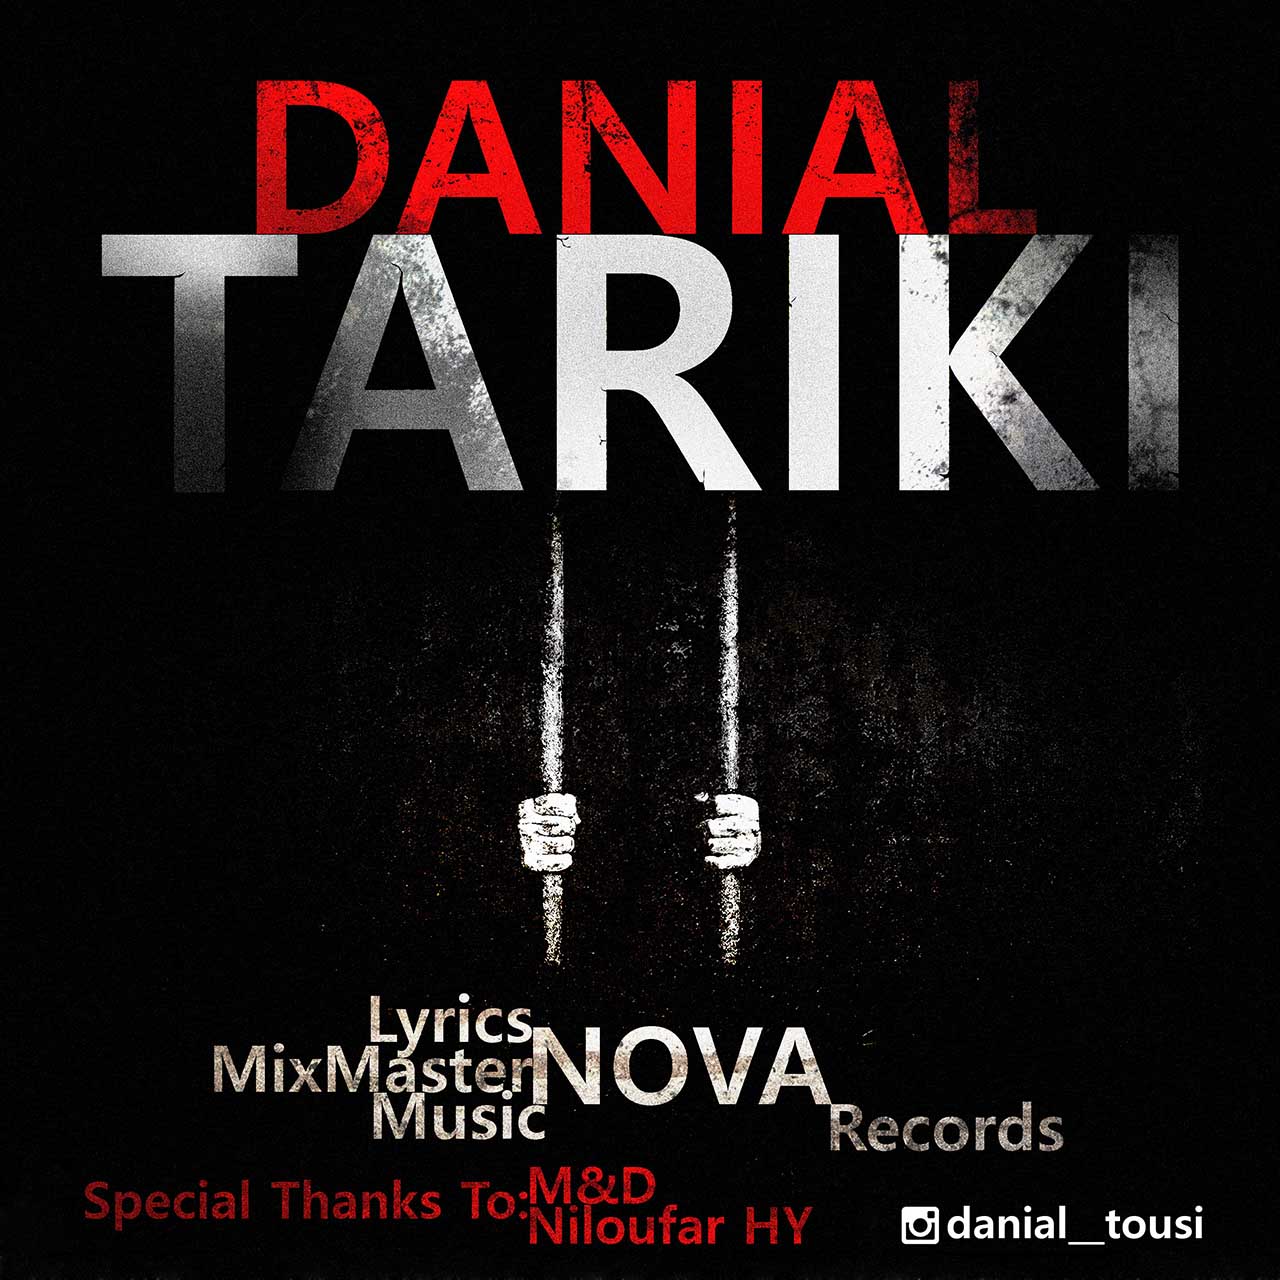 DANIAL
TARIKI
Lyrics
MixMaster
Music
NOVA
Records
Special Thanks To:
M&D
Niloufar HY
danial__tousi